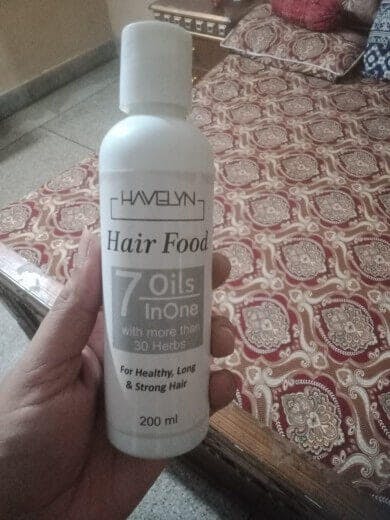 HAVELYN
Hair Food
7 Oils
InOne
with more than
30 Herbs
For Healthy, Long
& Strong Hair
200 ml